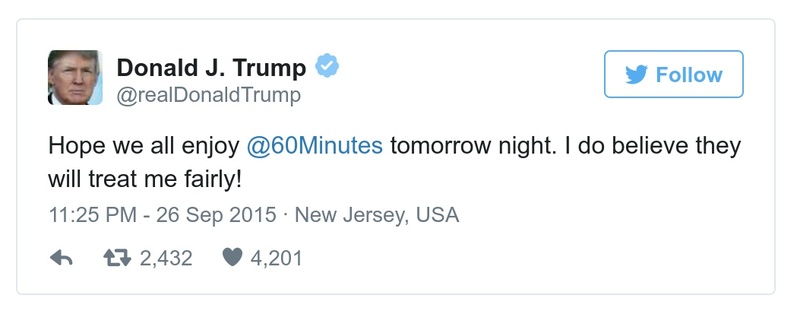 Donald J. Trump
@realDonaldTrump
Follow
Hope we all enjoy @60Minutes tomorrow night. I do believe they
will treat me fairly!
11:25 PM - 26 Sep 2015 · New Jersey, USA
2,432 4,201